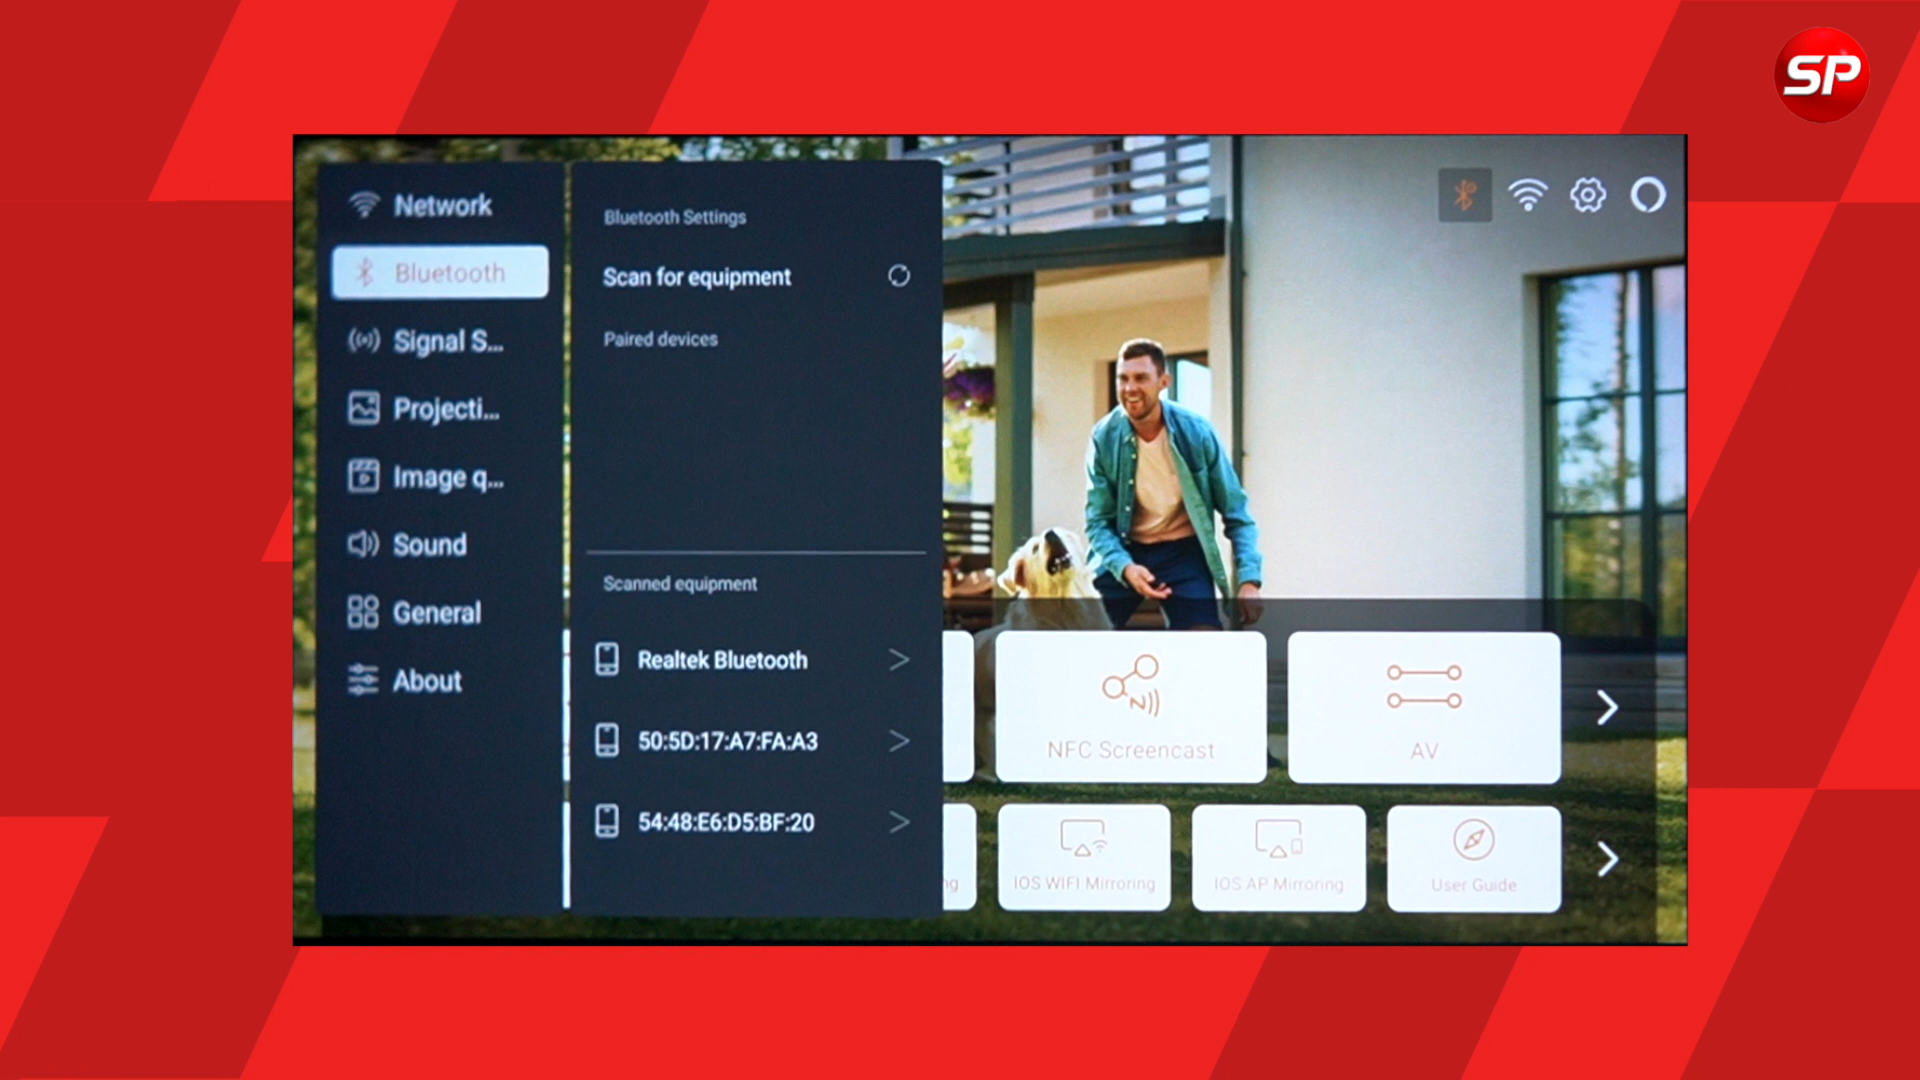 SP
Network
Bluetooth
Signal S...
Projecti...
Image q...
Sound
General
About
Bluetooth Settings
Scan for equipment
Paired devices
Scanned equipment
Realtek Bluetooth
50:5D:17:A7:FA:A3
54:48:E6:D5:BF:20
NFC Screencast
AV
ng
IOS WIFI Mirroring
IOS AP Mirroring
User Guide